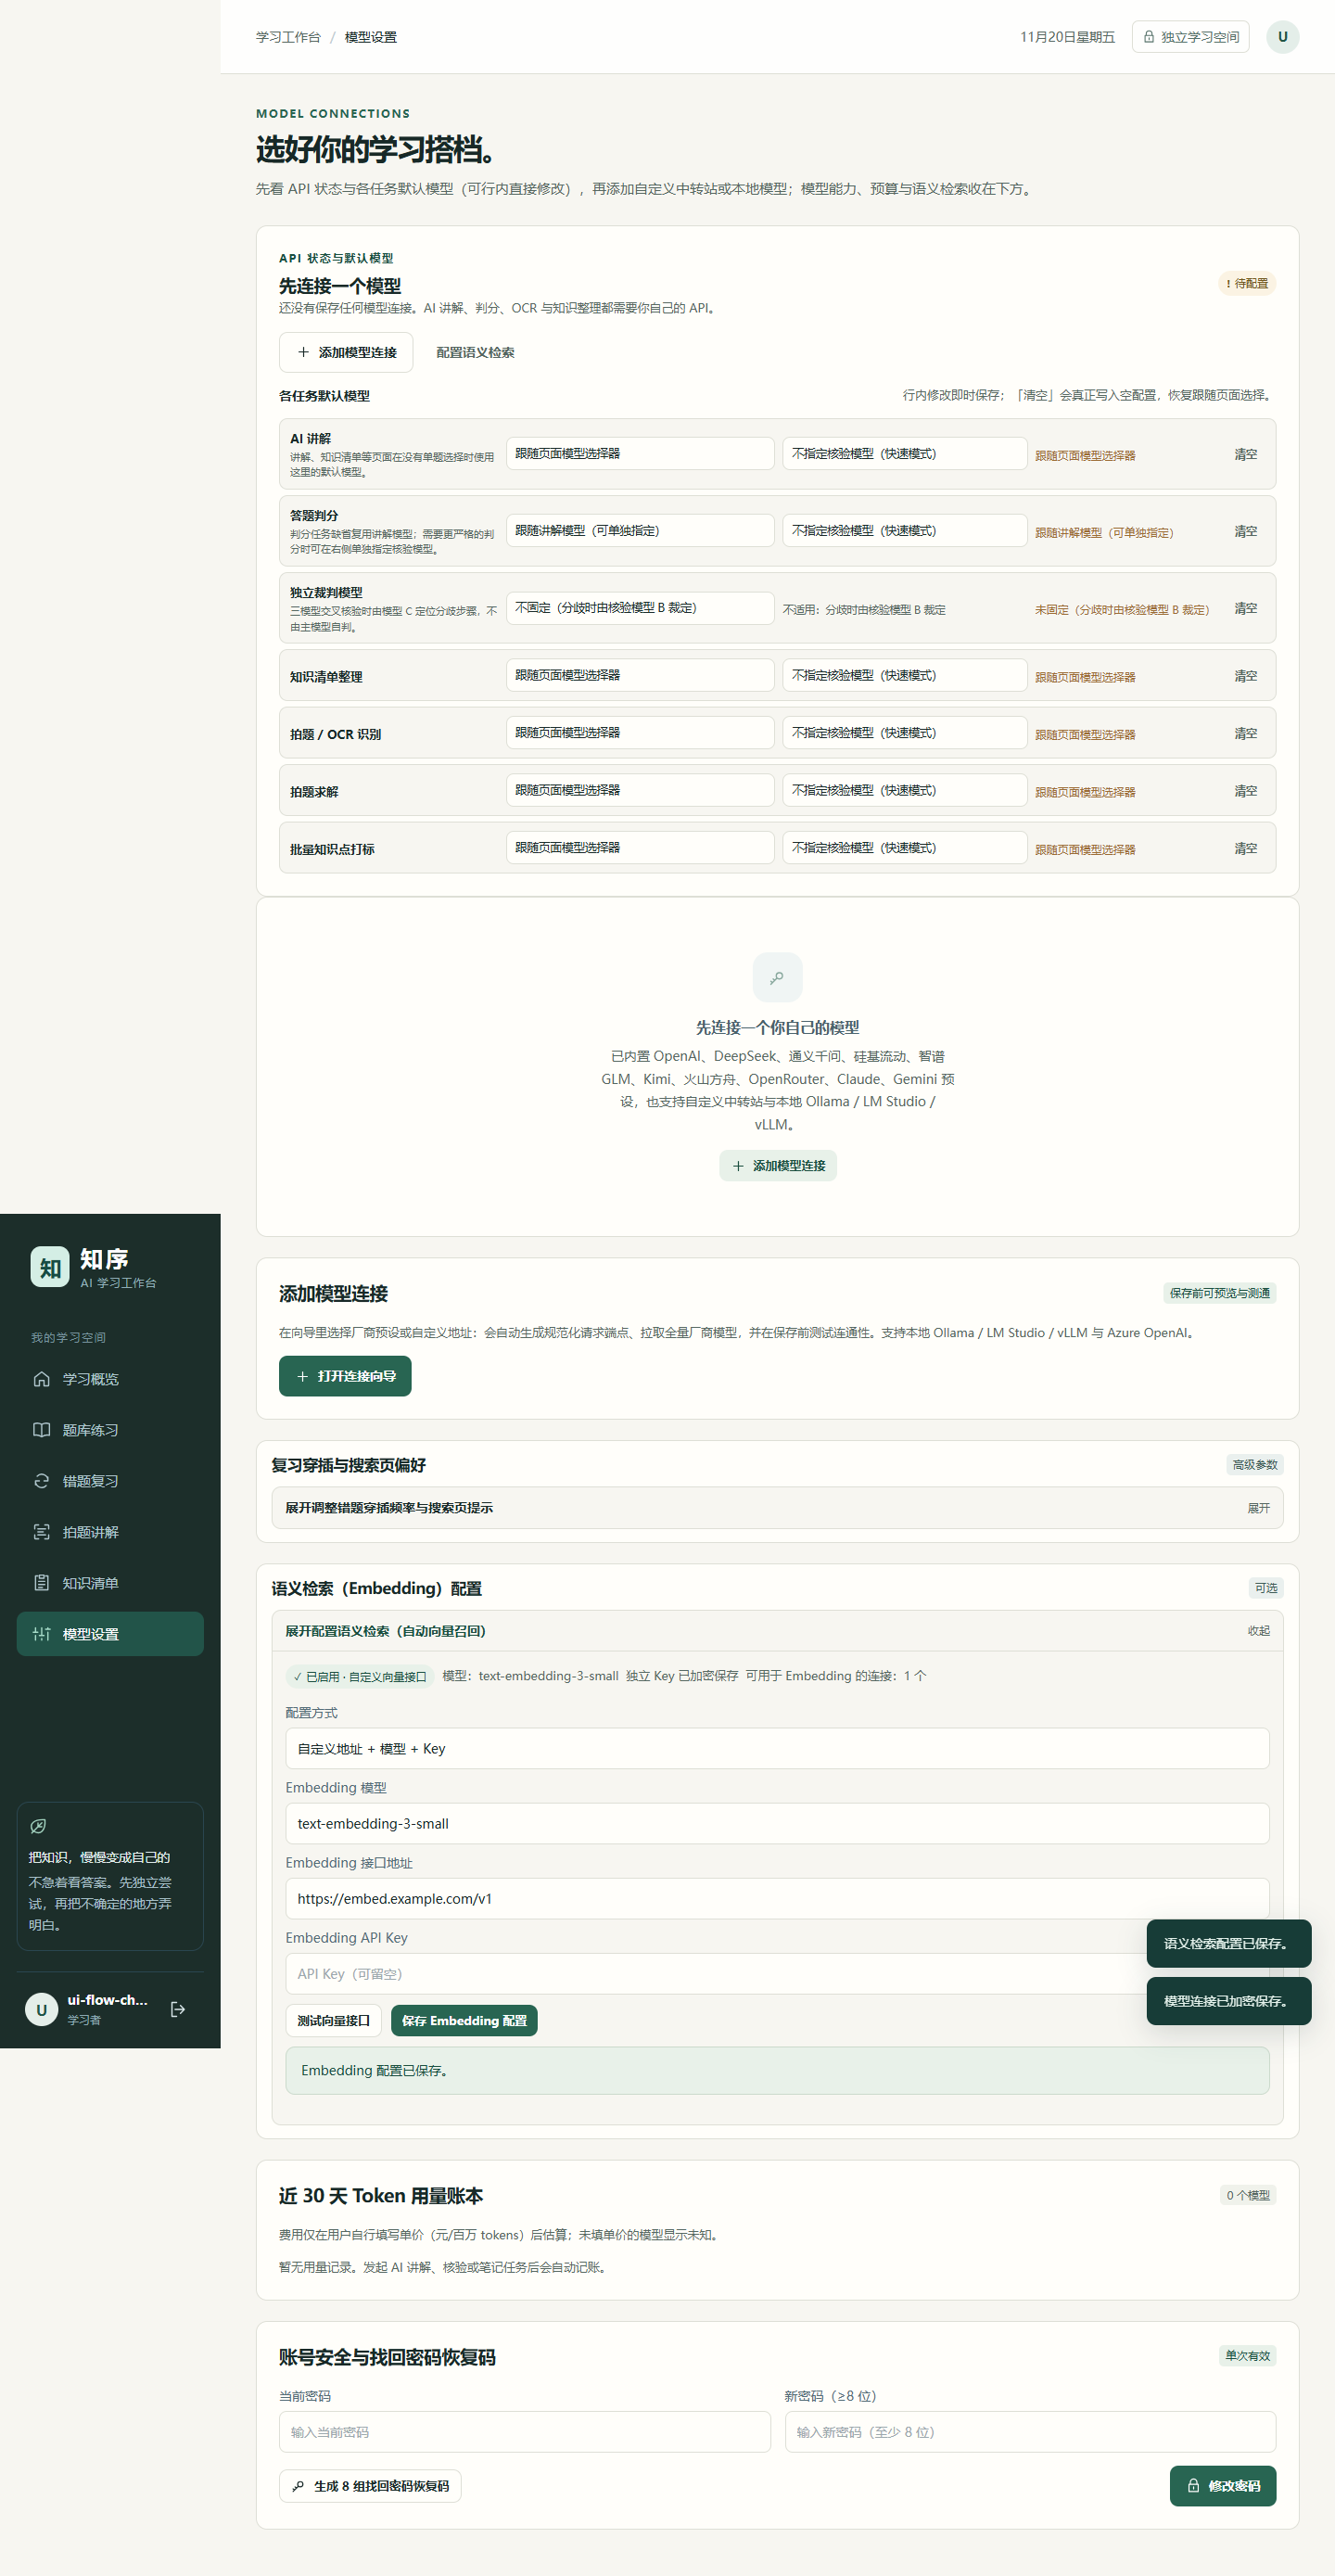 学习工作台 / 模型设置
11月20日星期五
独立学习空间
U
MODEL CONNECTIONS
选好你的学习搭档。
先看 API 状态与各任务默认模型（可行内直接修改），再添加自定义中转站或本地模型；模型能力、预算与语义检索收在下方。
API 状态与默认模型
先连接一个模型
! 待配置
还没有保存任何模型连接。AI 讲解、判分、OCR 与知识整理都需要你自己的 API。
添加模型连接
配置语义检索
各任务默认模型
行内修改即时保存；「清空」会真正写入空配置，恢复跟随页面选择。
AI 讲解
讲解、知识清单等页面在没有单题选择时使用
这里的默认模型。
跟随页面模型选择器
不指定核验模型（快速模式）
跟随页面模型选择器
清空
答题判分
判分任务缺省复用讲解模型；需要更严格的判
分时可在右侧单独指定核验模型。
跟随讲解模型（可单独指定）
不指定核验模型（快速模式）
跟随讲解模型（可单独指定）
清空
独立裁判模型
三模型交叉核验时由模型 C 定位分歧步骤，不
由主模型自判。
不固定（分歧时由核验模型 B 裁定）
不适用：分歧时由核验模型 B 裁定
未固定（分歧时由核验模型 B 裁定）
清空
知识清单整理
跟随页面模型选择器
不指定核验模型（快速模式）
跟随页面模型选择器
清空
拍题 / OCR 识别
跟随页面模型选择器
不指定核验模型（快速模式）
跟随页面模型选择器
清空
拍题求解
跟随页面模型选择器
不指定核验模型（快速模式）
跟随页面模型选择器
清空
批量知识点打标
跟随页面模型选择器
不指定核验模型（快速模式）
跟随页面模型选择器
清空
先连接一个你自己的模型
已内置 OpenAI、DeepSeek、通义千问、硅基流动、智谱
GLM、Kimi、火山方舟、OpenRouter、Claude、Gemini 预
设，也支持自定义中转站与本地 Ollama / LM Studio /
vLLM。
添加模型连接
知
知序
AI 学习工作台
我的学习空间
学习概览
题库练习
错题复习
拍题讲解
知识清单
模型设置
把知识，慢慢变成自己的
不急着看答案。先独立尝
试，再把不确定的地方弄
明白。
U
ui-flow-ch...
学习者
添加模型连接
保存前可预览与测通
在向导里选择厂商预设或自定义地址：会自动生成规范化请求端点、拉取全量厂商模型，并在保存前测试连通性。支持本地 Ollama / LM Studio / vLLM 与 Azure OpenAI。
打开连接向导
复习穿插与搜索页偏好
高级参数
展开调整错题穿插频率与搜索页提示
展开
语义检索（Embedding）配置
可选
展开配置语义检索（自动向量召回）
收起
✓ 已启用 · 自定义向量接口
模型：text-embedding-3-small 独立 Key 已加密保存 可用于 Embedding 的连接：1 个
配置方式
自定义地址 + 模型 + Key
Embedding 模型
text-embedding-3-small
Embedding 接口地址
https://embed.example.com/v1
Embedding API Key
API Key（可留空）
语义检索配置已保存。
模型连接已加密保存。
测试向量接口
保存 Embedding 配置
Embedding 配置已保存。
近 30 天 Token 用量账本
0 个模型
费用仅在用户自行填写单价（元/百万 tokens）后估算；未填单价的模型显示未知。
暂无用量记录。发起 AI 讲解、核验或笔记任务后会自动记账。
账号安全与找回密码恢复码
单次有效
当前密码
新密码（≥8 位）
输入当前密码
输入新密码（至少 8 位）
生成 8 组找回密码恢复码
修改密码